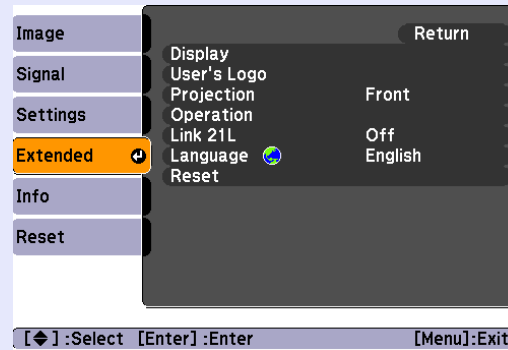 Image
Signal
Settings
Extended
Info
Reset
Return
Display
User's Logo
Projection Front
Operation
Link 21L Off
Language English
Reset
[◆] :Select [Enter] :Enter [Menu]:Exit